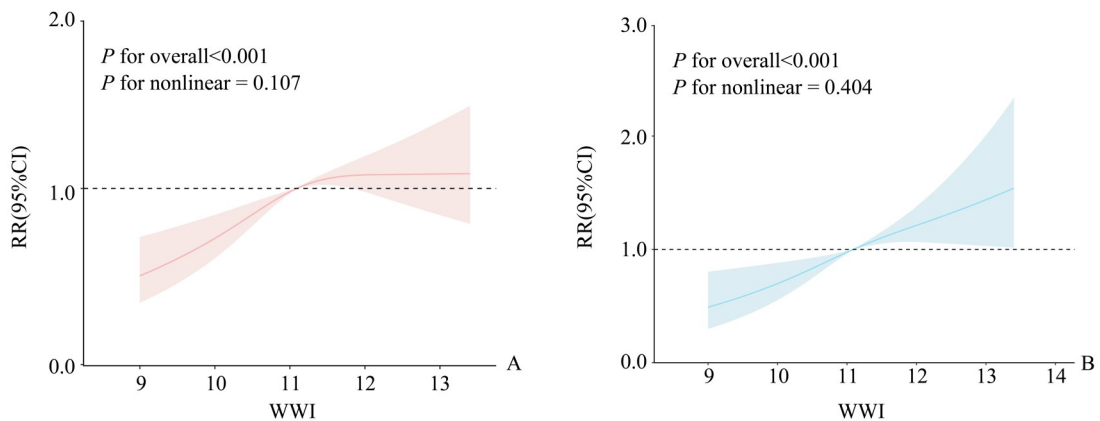 2.0
P for overall<0.001
P for nonlinear = 0.107
RR(95%CI)
1.0
0.0
9 10 11 12 13
WWI
A
3.0
P for overall<0.001
P for nonlinear = 0.404
2.0
RR(95%CI)
1.0
0.0
9 10 11 12 13 14
WWI
B